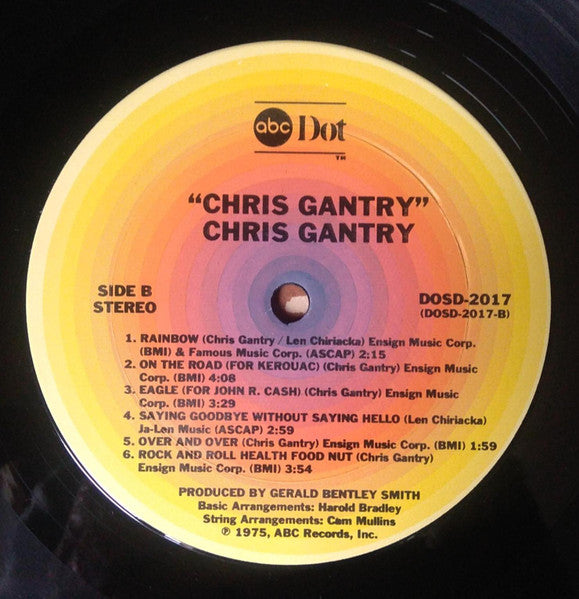 abc Dot
TM
"CHRIS GANTRY"
CHRIS GANTRY
SIDE B
STEREO
DOSD-2017
(DOSD-2017-B)
1. RAINBOW (Chris Gantry / Len Chiriacka) Ensign Music Corp.
(BMI) & Famous Music Corp. (ASCAP) 2:15
2. ON THE ROAD (FOR KEROUAC) (Chris Gantry) Ensign Music
Corp. (BMI) 4:08
3. EAGLE (FOR JOHN R. CASH) (Chris Gantry) Ensign Music
Corp. (BMI) 3:29
4. SAYING GOODBYE WITHOUT SAYING HELLO (Len Chiriacka)
Ja-Len Music (ASCAP) 2:59
5. OVER AND OVER (Chris Gantry) Ensign Music Corp. (BMI) 1:59
6. ROCK AND ROLL HEALTH FOOD NUT (Chris Gantry)
Ensign Music Corp. (BMI) 3:54
PRODUCED BY GERALD BENTLEY SMITH
Basic Arrangements: Harold Bradley
String Arrangements: Cam Mullins
℗ 1975, ABC Records, Inc.